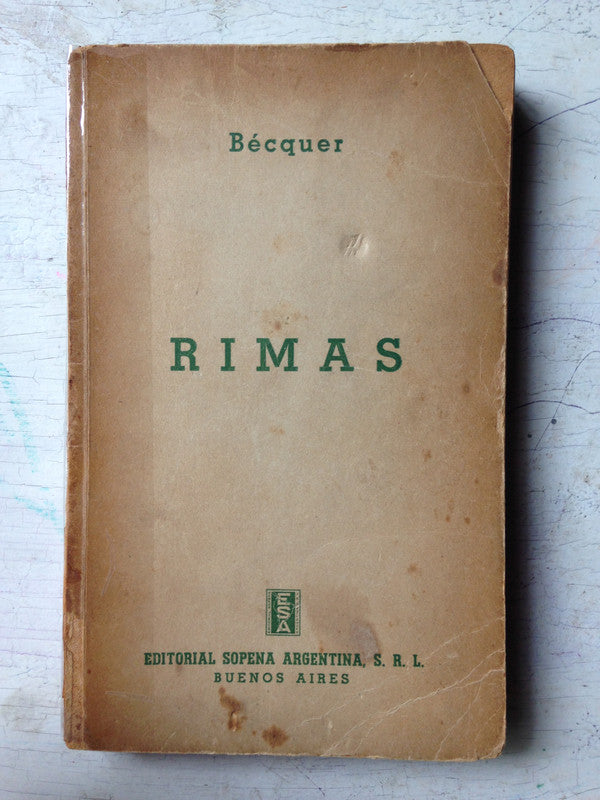 Bécquer
RIMAS
ESA
EDITORIAL SOPENA ARGENTINA, S. R. L.
BUENOS AIRES